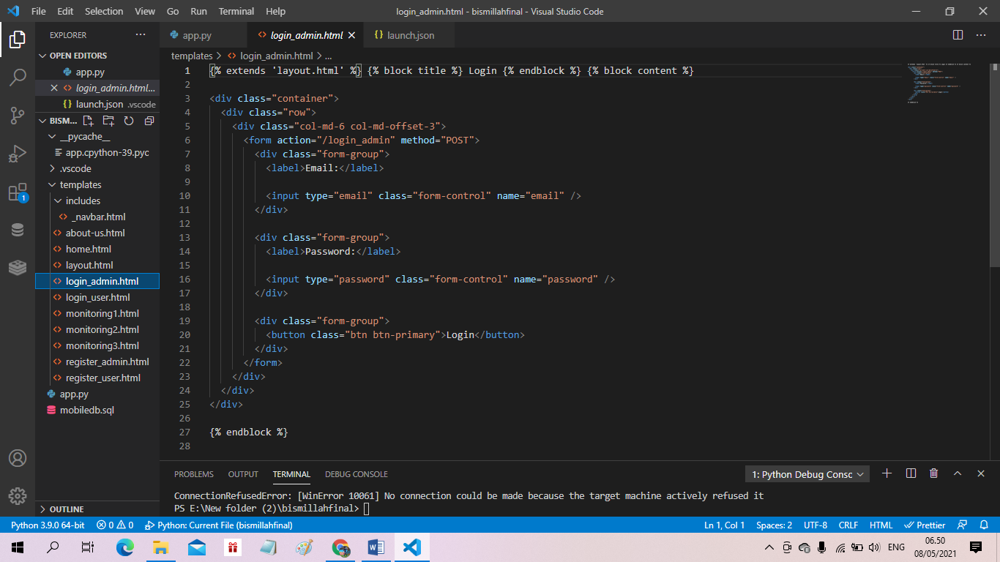 File Edit Selection View Go Run Terminal Help login_admin.html - bismillahfinal - Visual Studio Code
EXPLORER
OPEN EDITORS
app.py
login_admin.html...
launch.json .vscode
BISM...
__pycache__
app.cpython-39.pyc
.vscode
templates
includes
_navbar.html
about-us.html
home.html
layout.html
login_admin.html
login_user.html
monitoring1.html
monitoring2.html
monitoring3.html
register_admin.html
register_user.html
app.py
mobiledb.sql
OUTLINE
1
app.py login_admin.html launch.json
templates > login_admin.html > ...
1 {% extends 'layout.html' %} {% block title %} Login {% endblock %} {% block content %}
2
3 <div class="container">
4 <div class="row">
5 <div class="col-md-6 col-md-offset-3">
6 <form action="/login_admin" method="POST">
7 <div class="form-group">
8 <label>Email:</label>
9
10 <input type="email" class="form-control" name="email" />
11 </div>
12
13 <div class="form-group">
14 <label>Password:</label>
15
16 <input type="password" class="form-control" name="password" />
17 </div>
18
19 <div class="form-group">
20 <button class="btn btn-primary">Login</button>
21 </div>
22 </form>
23 </div>
24 </div>
25 </div>
26
27 {% endblock %}
28
PROBLEMS OUTPUT TERMINAL DEBUG CONSOLE 1: Python Debug Consc
ConnectionRefusedError: [WinError 10061] No connection could be made because the target machine actively refused it
PS E:\New folder (2)\bismillahfinal>
Python 3.9.0 64-bit 0 0 Python: Current File (bismillahfinal) Ln 1, Col 1 Spaces: 2 UTF-8 CRLF HTML Prettier
ENG
06.50
08/05/2021